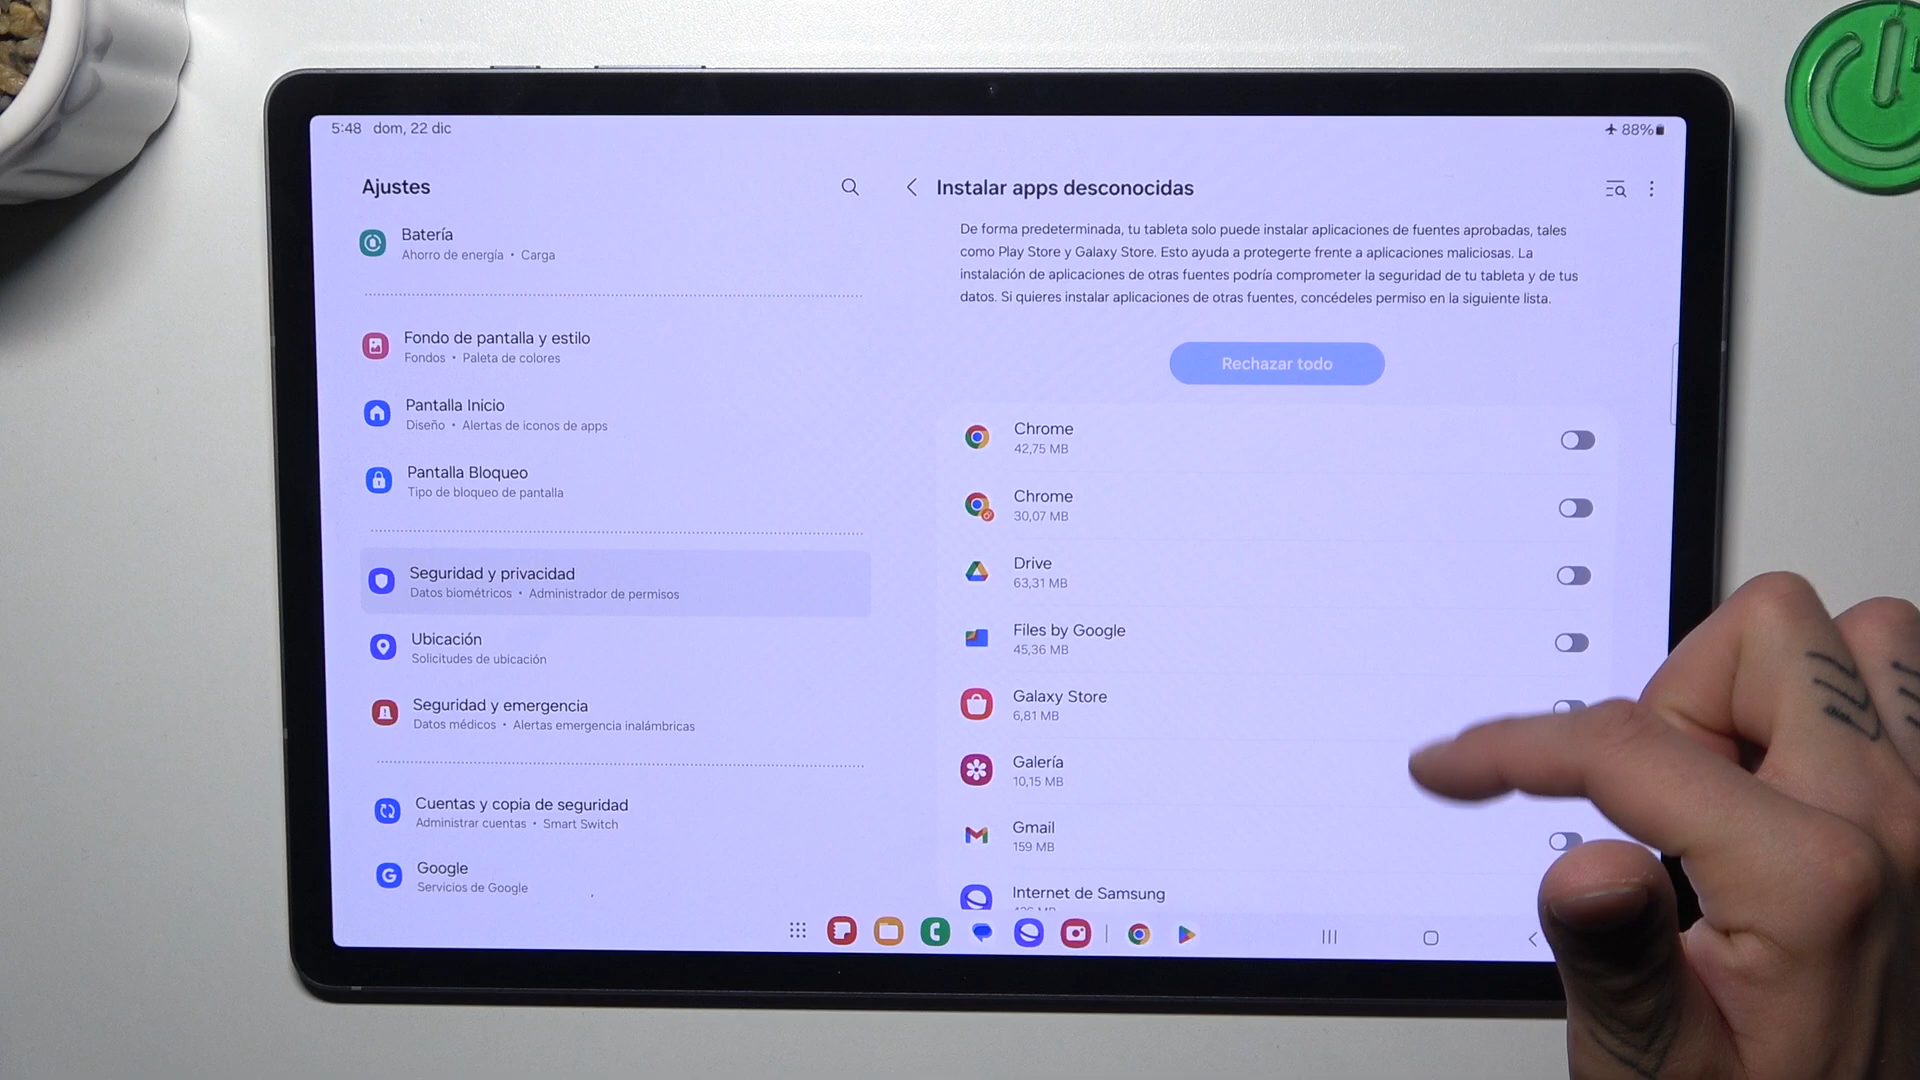 5:48 dom, 22 dic
88%
Ajustes
Batería
Ahorro de energía • Carga
Fondo de pantalla y estilo
Fondos • Paleta de colores
Pantalla Inicio
Diseño • Alertas de iconos de apps
Pantalla Bloqueo
Tipo de bloqueo de pantalla
Seguridad y privacidad
Datos biométricos • Administrador de permisos
Ubicación
Solicitudes de ubicación
Seguridad y emergencia
Datos médicos • Alertas emergencia inalámbricas
Cuentas y copia de seguridad
Administrar cuentas • Smart Switch
Google
Servicios de Google
Instalar apps desconocidas
De forma predeterminada, tu tableta solo puede instalar aplicaciones de fuentes aprobadas, tales
como Play Store y Galaxy Store. Esto ayuda a protegerte frente a aplicaciones maliciosas. La
instalación de aplicaciones de otras fuentes podría comprometer la seguridad de tu tableta y de tus
datos. Si quieres instalar aplicaciones de otras fuentes, concédeles permiso en la siguiente lista.
Rechazar todo
Chrome
42,75 MB
Chrome
30,07 MB
Drive
63,31 MB
Files by Google
45,36 MB
Galaxy Store
6,81 MB
Galería
10,15 MB
Gmail
159 MB
Internet de Samsung